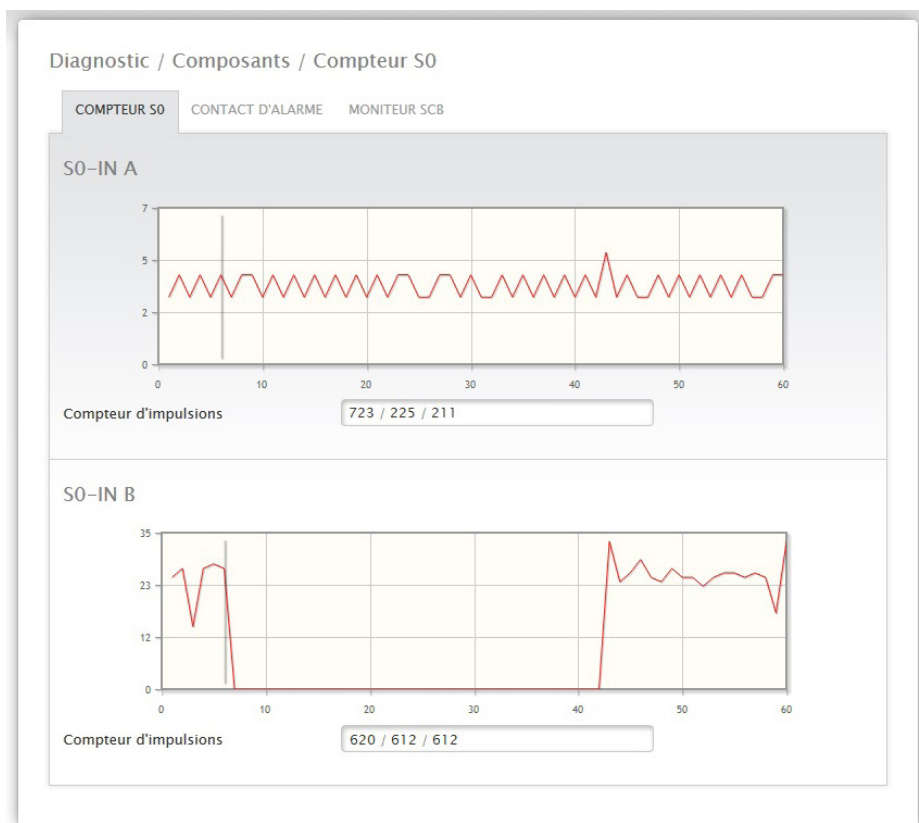 Diagnostic / Composants / Compteur S0
COMPTEUR S0 CONTACT D'ALARME MONITEUR SCB
S0-IN A
7
5
2
0
0 10 20 30 40 50 60
Compteur d'impulsions 723 / 225 / 211
S0-IN B
35
23
12
0
0 10 20 30 40 50 60
Compteur d'impulsions 620 / 612 / 612